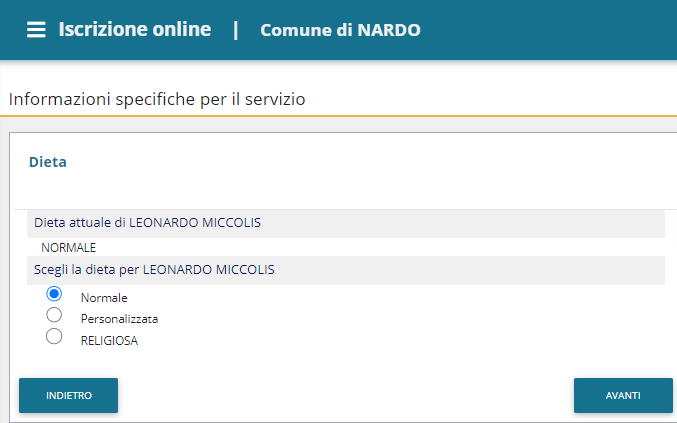 Iscrizione online | Comune di NARDO
Informazioni specifiche per il servizio
Dieta
Dieta attuale di LEONARDO MICCOLIS
NORMALE
Scegli la dieta per LEONARDO MICCOLIS
Normale
Personalizzata
RELIGIOSA
INDIETRO
AVANTI